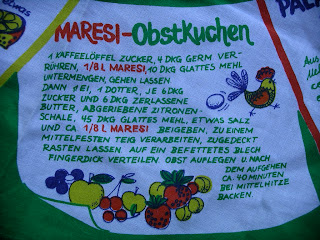 MARESI-Obstkuchen
1 KAFFEELÖFFEL ZUCKER, 4 DKG GERM VER-
RÜHREN, 1/8 l. MARESI, 10 DKG GLATTES MEHL
UNTERMENGEN, GEHEN LASSEN.
DANN 1 EI, 1 DOTTER, JE 6 DKG
ZUCKER UND 6 DKG ZERLASSENE
BUTTER, ABGERIEBENE ZITRONEN-
SCHALE, 45 DKG GLATTES MEHL, ETWAS SALZ
UND CA. 1/8 l. MARESI BEIGEBEN, ZU EINEM
MITTELFESTEN TEIG VERARBEITEN, ZUGEDECKT
RASTEN LASSEN. AUF EIN BEFETTETES BLECH
FINGERDICK VERTEILEN. OBST AUFLEGEN U. NACH
DEM AUFGEHEN
CA. 40 MINUTEN
BEI MITTELHITZE
BACKEN.
PAL
Aus